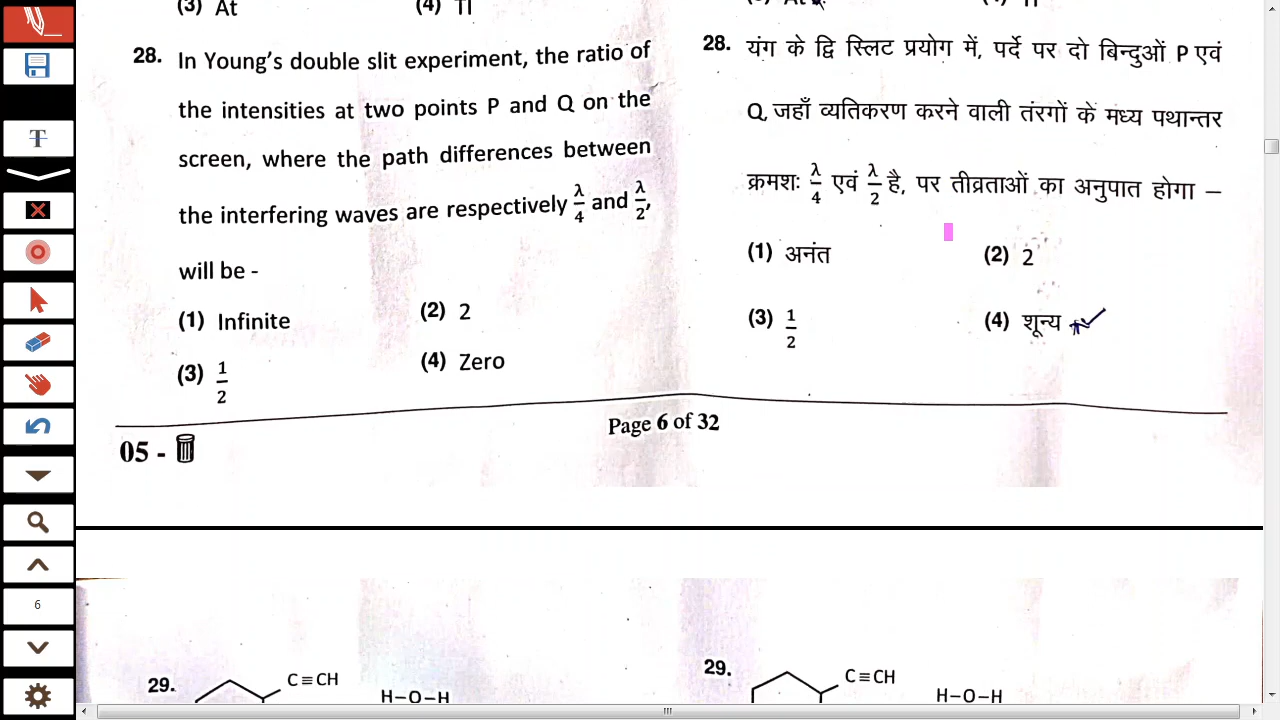 (3) At (4) Tl
28. In Young's double slit experiment, the ratio of
the intensities at two points P and Q on the
screen, where the path differences between
the interfering waves are respectively λ/4 and λ/2,
will be -
(1) Infinite (2) 2
(3) 1/2 (4) Zero
28. यंग के द्वि स्लिट प्रयोग में, पर्दे पर दो बिन्दुओं P एवं
Q, जहाँ व्यतिकरण करने वाली तंरगों के मध्य पथान्तर
क्रमशः λ/4 एवं λ/2 है, पर तीव्रताओं का अनुपात होगा –
(1) अनंत (2) 2
(3) 1/2 (4) शून्य
Page 6 of 32
05 -
6
29. C≡CH
H–O–H
29. C≡CH
H–O–H